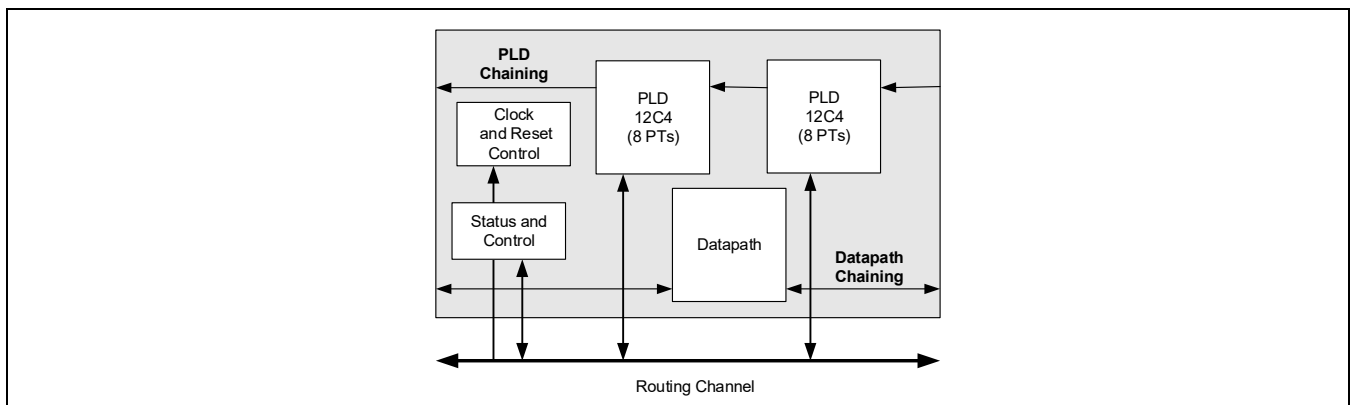 PLD
Chaining
PLD
12C4
(8 PTs)
PLD
12C4
(8 PTs)
Clock
and Reset
Control
Status and
Control
Datapath
Datapath
Chaining
Routing Channel